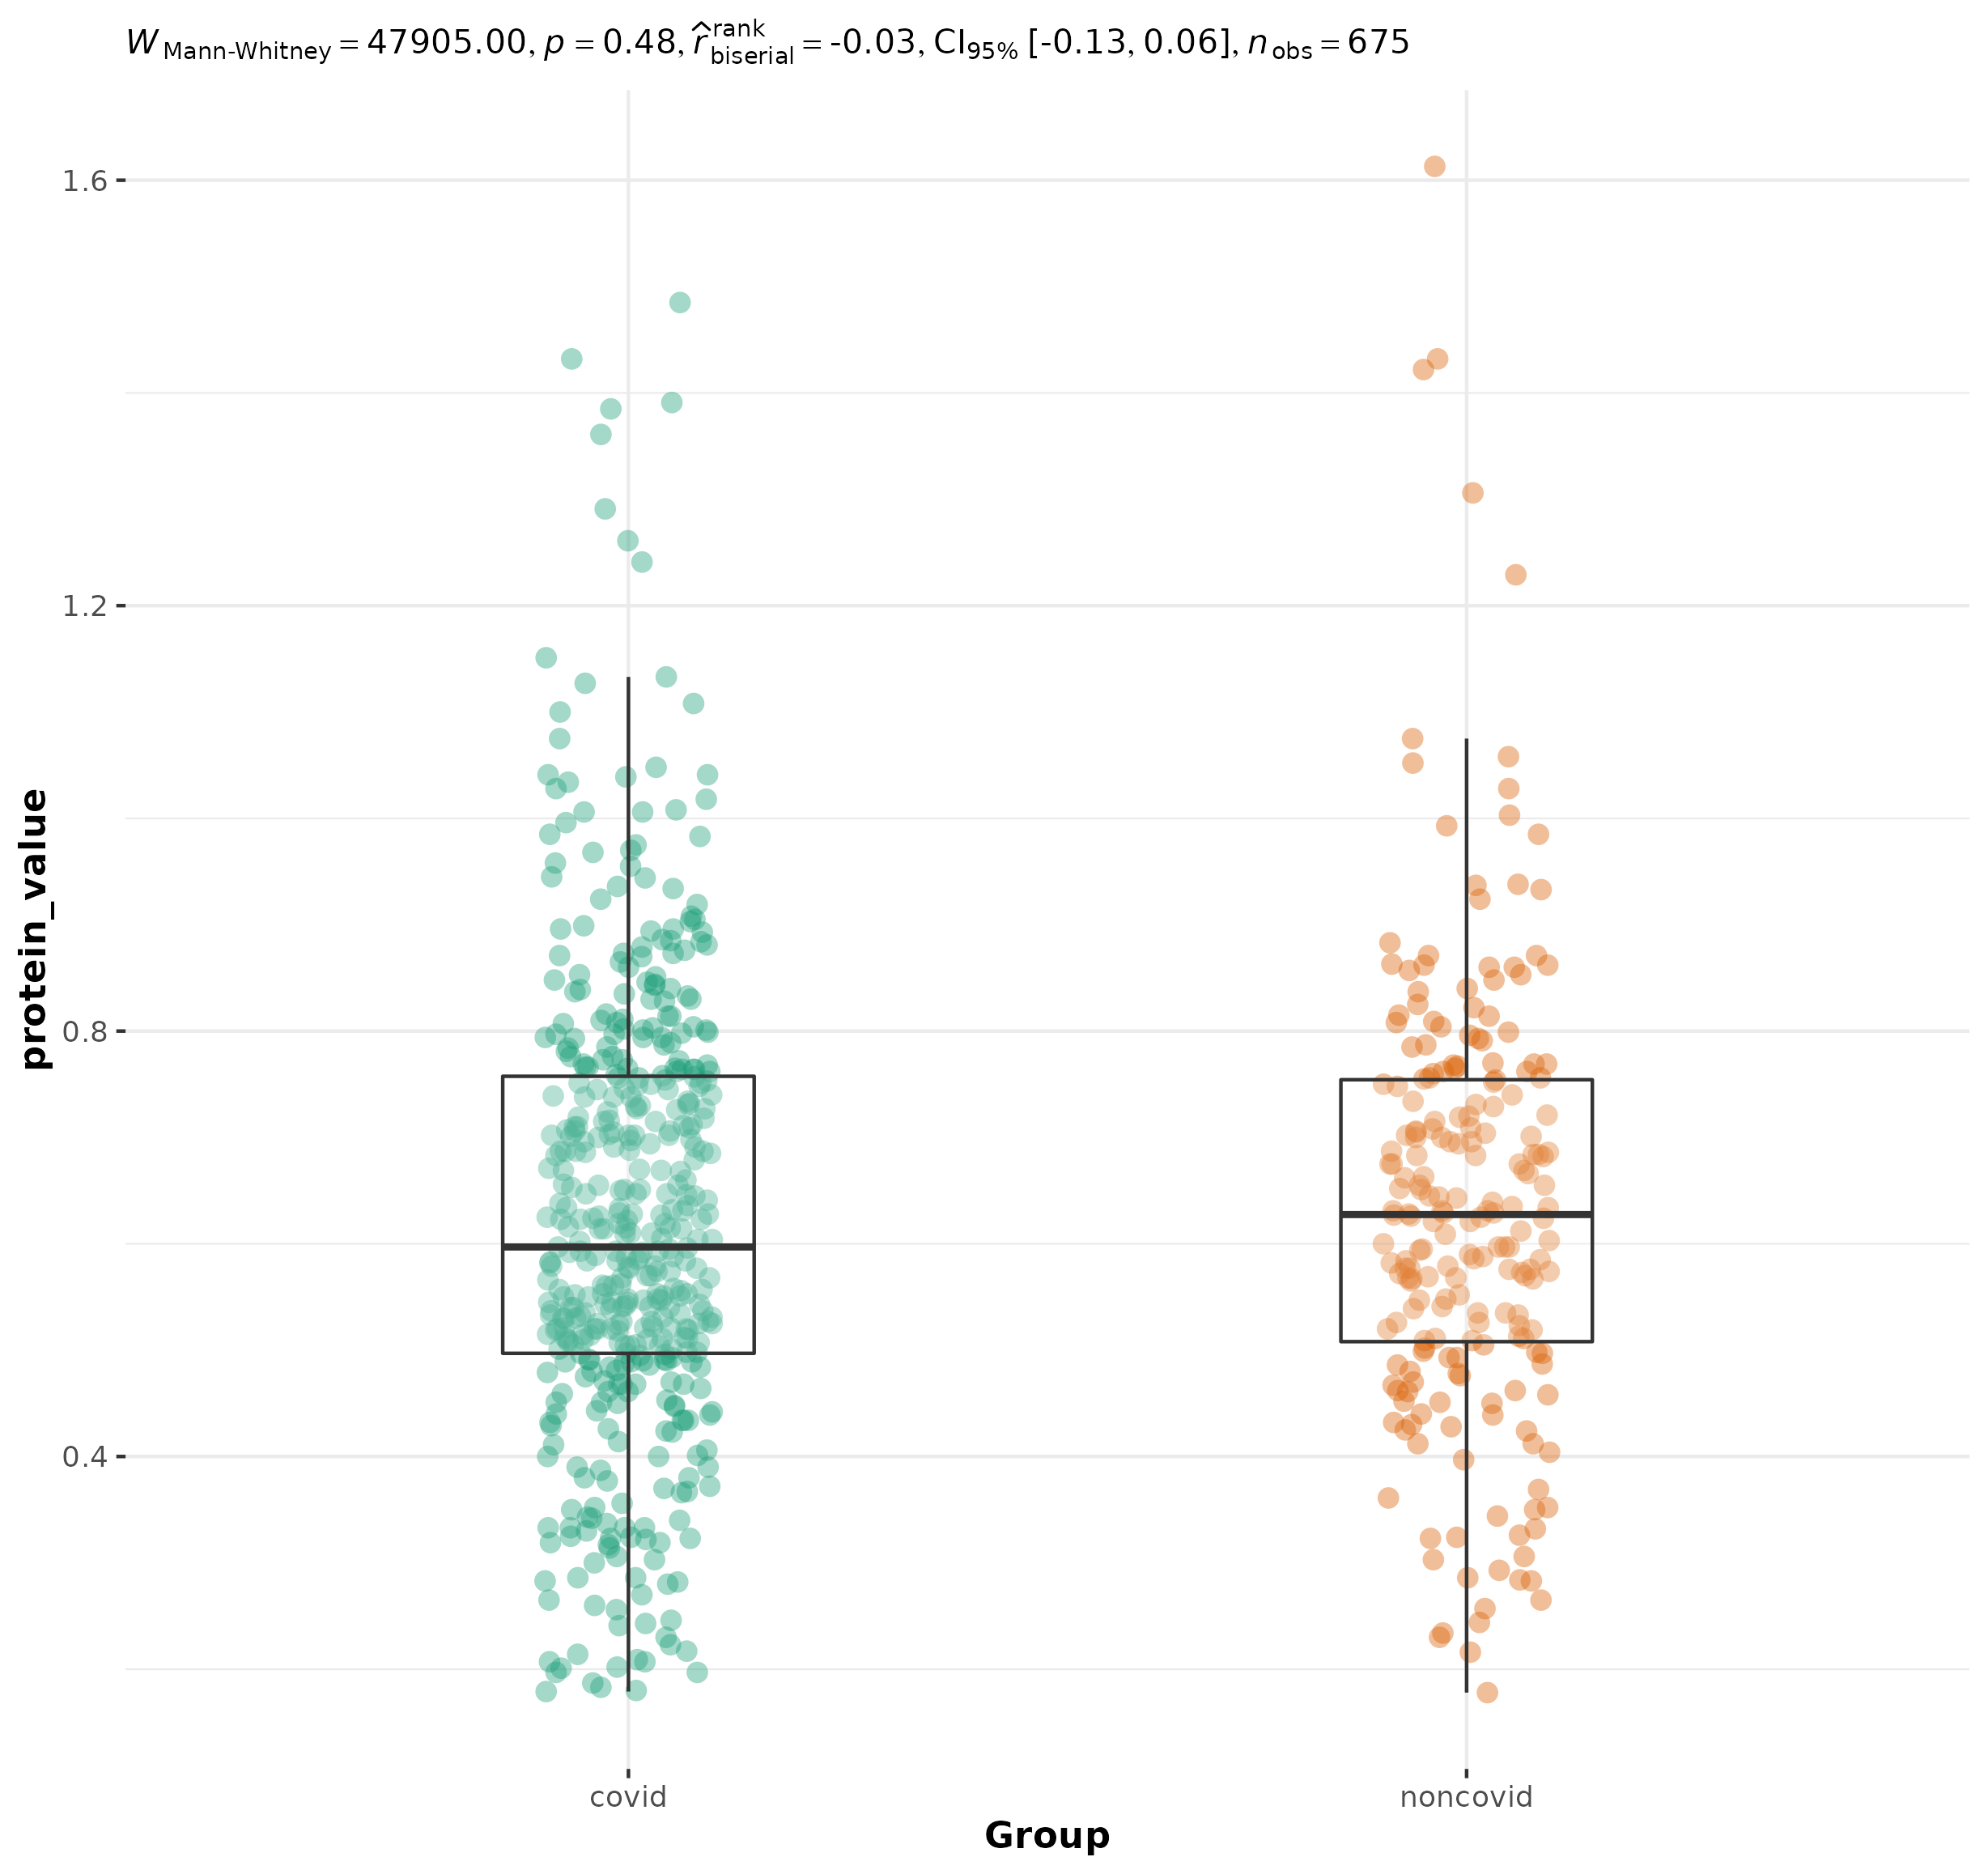 W Mann-Whitney = 47905.00, p = 0.48, r̂ rank biserial = -0.03, CI95% [-0.13, 0.06], n obs = 675
1.6
1.2
0.8
0.4
protein_value
covid noncovid
Group